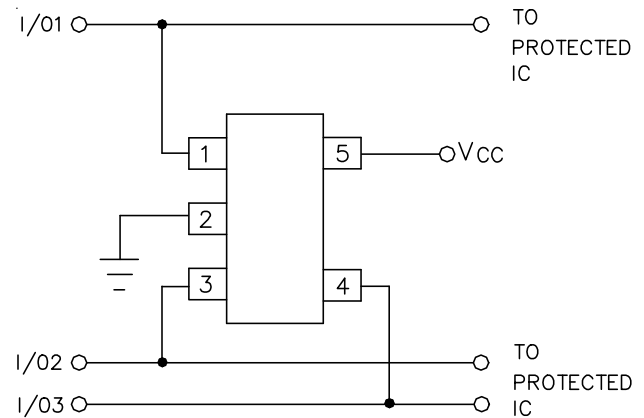 I/01
TO
PROTECTED
IC
1
5
VCC
2
3
4
I/02
TO
PROTECTED
I/03
IC